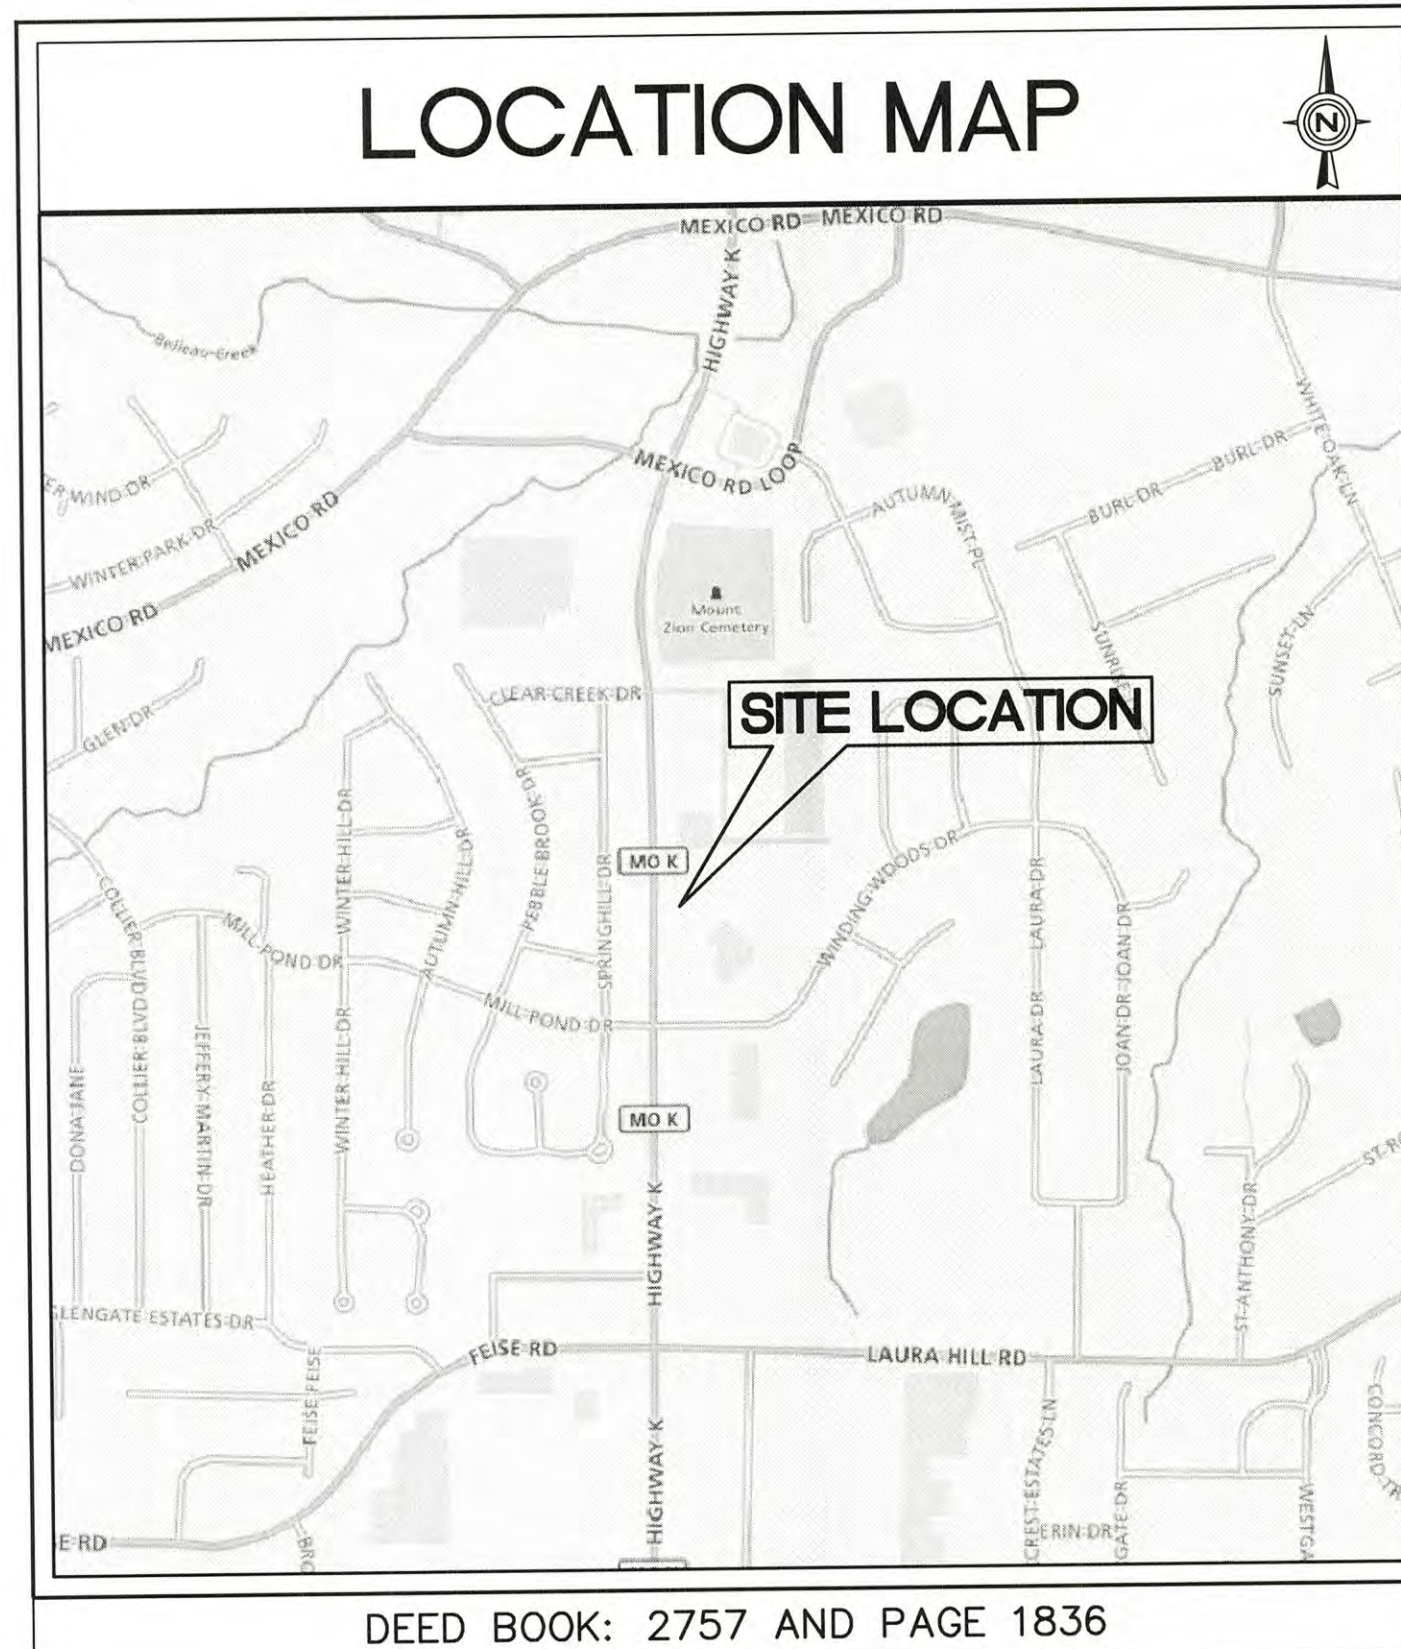 LOCATION MAP
N
MEXICO RD
MEXICO RD
HIGHWAY K
Belleau Creek
WHITE OAK LN
MEXICO RD LOOP
BURL DR
BURL DR
ER WIND DR
AUTUMN MIST PL
WINTER PARK DR
MEXICO RD
MEXICO RD
Mount
Zion Cemetery
SUNSET LN
CLEAR CREEK DR
SITE LOCATION
GLEN DR
PEBBLE BROOK DR
WINTER HILL DR
AUTUMN HILL DR
MO K
WINDING WOODS DR
LAURA DR
COLLIER BLVD
MILL POND DR
SPRINGHILL DR
JOAN DR
MILL POND DR
LAURA DR
JOAN DR
COLLIER BLVD
JEFFERY MARTIN DR
WINTER HILL DR
DONA JANE
HEATHER DR
MO K
HIGHWAY K
ST ANTHONY DR
GLENGATE ESTATES DR
FEISE RD
LAURA HILL RD
FEISE
FEISE
HIGHWAY K
CREST ESTATES LN
CONCORD TR
ERIN DR
GATE DR
WESTGA
E RD
BRO
DEED BOOK: 2757 AND PAGE 1836